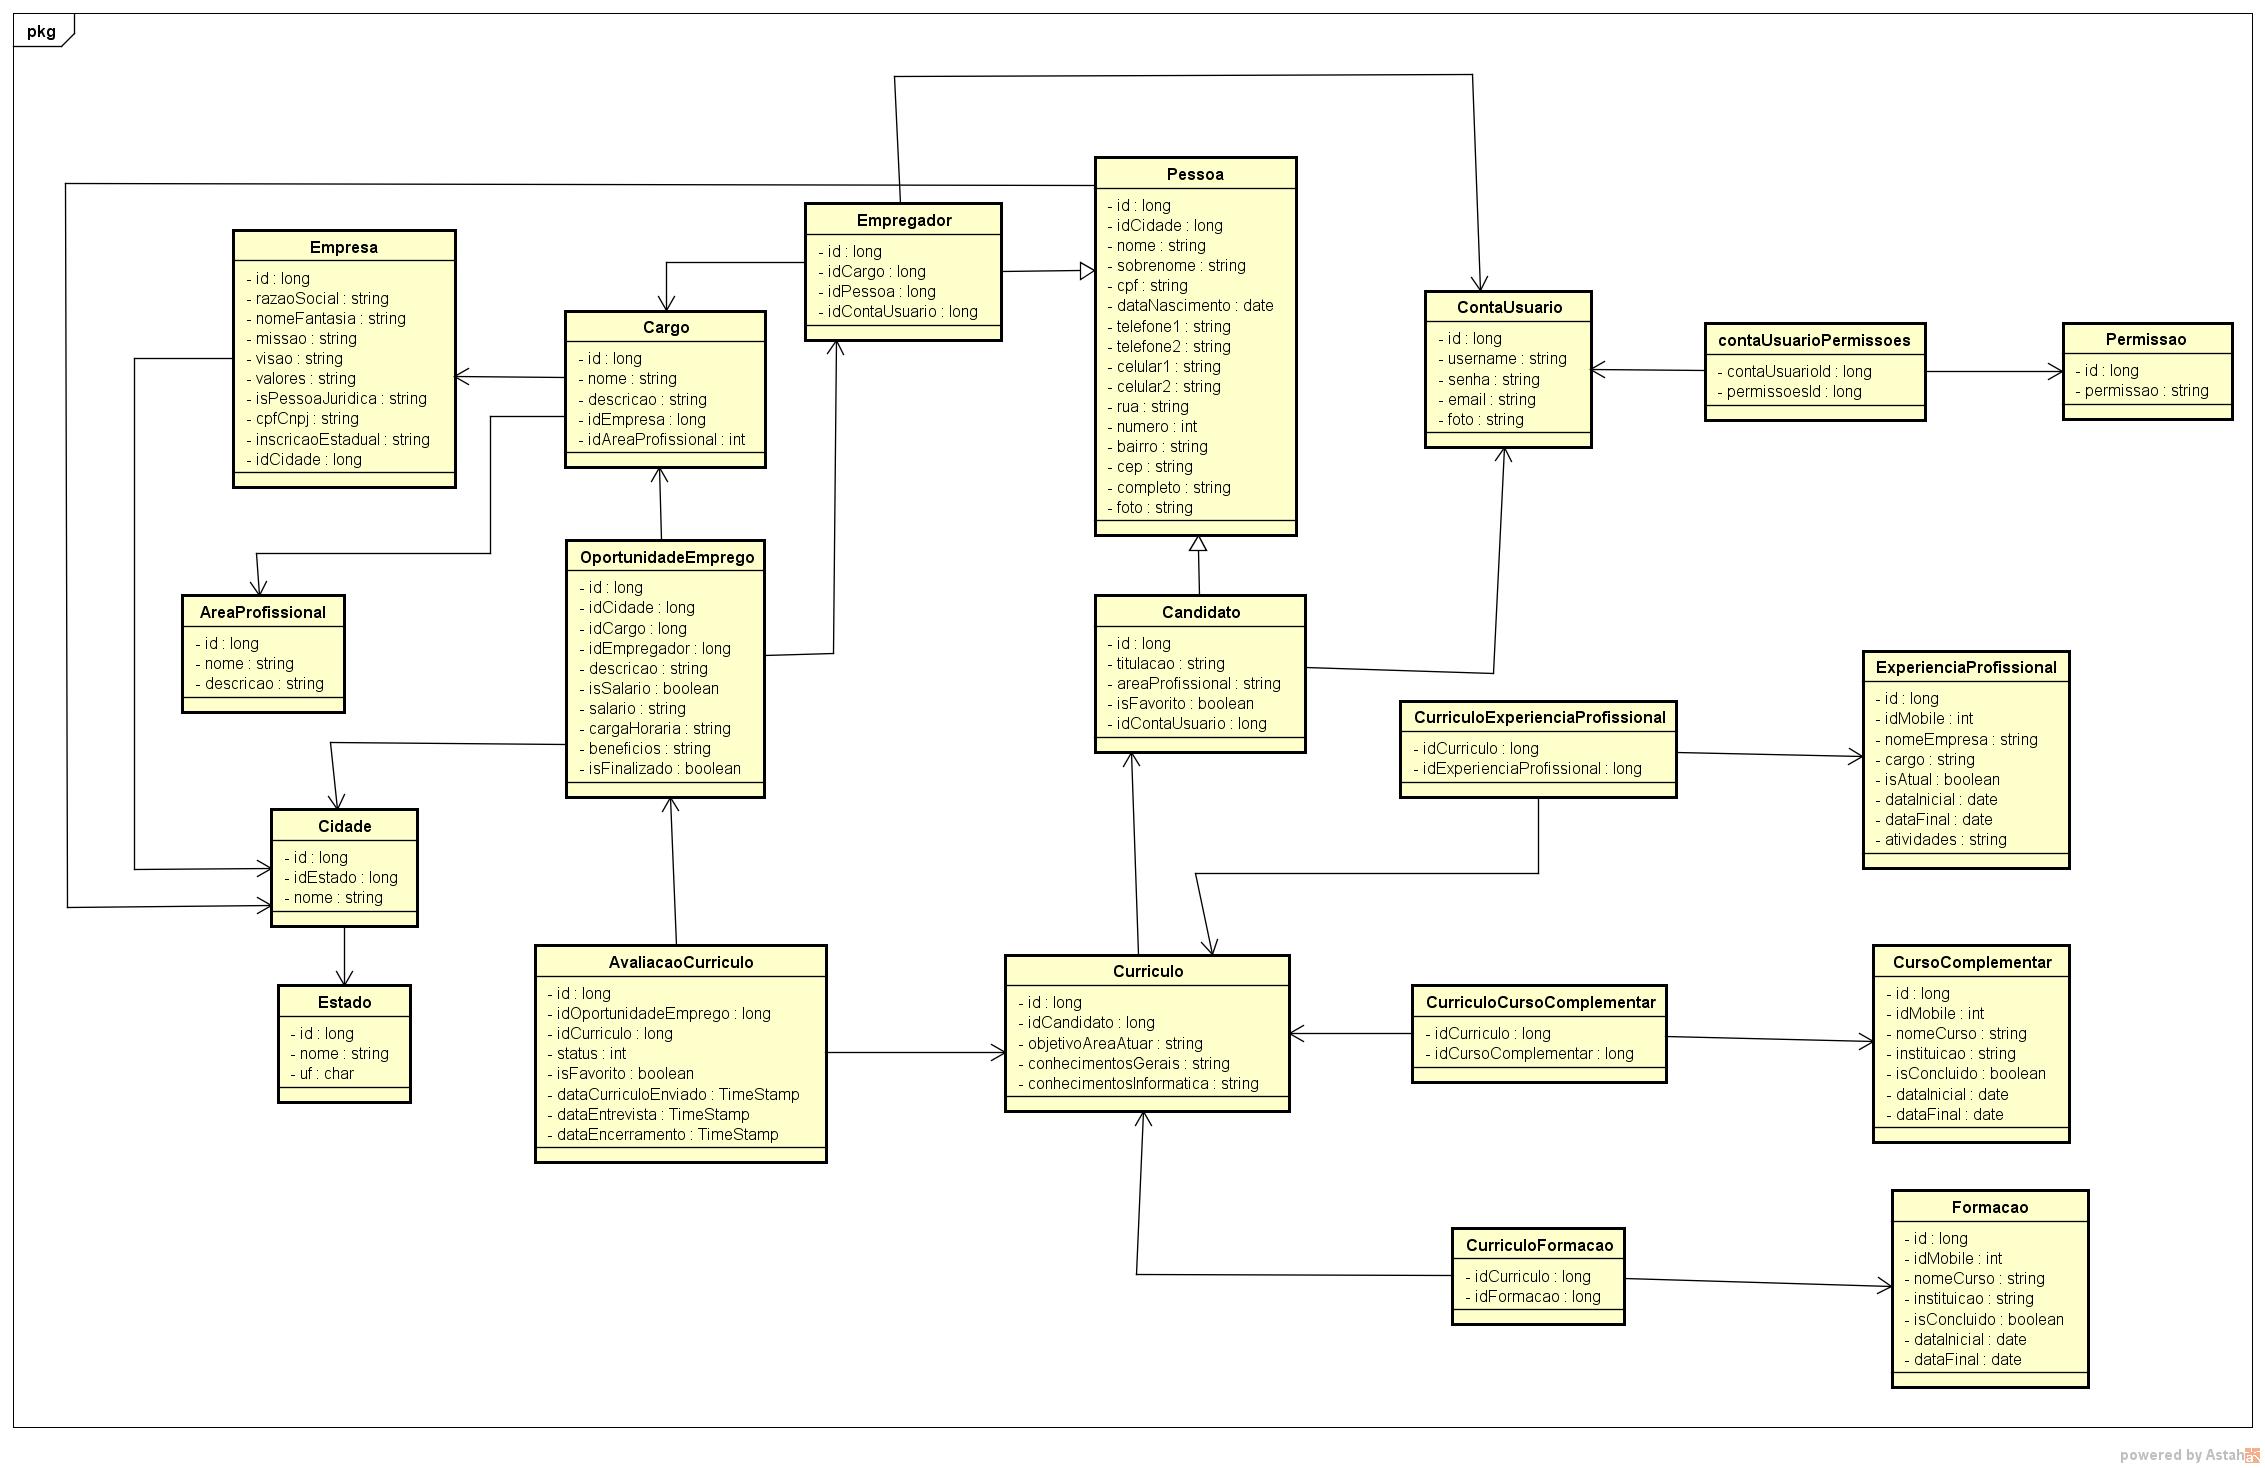 pkg
Pessoa
- id : long
- idCidade : long
- nome : string
- sobrenome : string
- cpf : string
- dataNascimento : date
- telefone1 : string
- telefone2 : string
- celular1 : string
- celular2 : string
- rua : string
- numero : int
- bairro : string
- cep : string
- completo : string
- foto : string
Empregador
- id : long
- idCargo : long
- idPessoa : long
- idContaUsuario : long
Empresa
- id : long
- razaoSocial : string
- nomeFantasia : string
- missao : string
- visao : string
- valores : string
- isPessoaJuridica : string
- cpfCnpj : string
- inscricaoEstadual : string
- idCidade : long
Cargo
- id : long
- nome : string
- descricao : string
- idEmpresa : long
- idAreaProfissional : int
ContaUsuario
- id : long
- username : string
- senha : string
- email : string
- foto : string
contaUsuarioPermissoes
- contaUsuarioId : long
- permissoesId : long
Permissao
- id : long
- permissao : string
OportunidadeEmprego
- id : long
- idCidade : long
- idCargo : long
- idEmpregador : long
- descricao : string
- isSalario : boolean
- salario : string
- cargaHoraria : string
- beneficios : string
- isFinalizado : boolean
AreaProfissional
- id : long
- nome : string
- descricao : string
Candidato
- id : long
- titulacao : string
- areaProfissional : string
- isFavorito : boolean
- idContaUsuario : long
ExperienciaProfissional
- id : long
- idMobile : int
- nomeEmpresa : string
- cargo : string
- isAtual : boolean
- dataInicial : date
- dataFinal : date
- atividades : string
CurriculoExperienciaProfissional
- idCurriculo : long
- idExperienciaProfissional : long
Cidade
- id : long
- idEstado : long
- nome : string
Estado
- id : long
- nome : string
- uf : char
AvaliacaoCurriculo
- id : long
- idOportunidadeEmprego : long
- idCurriculo : long
- status : int
- isFavorito : boolean
- dataCurriculoEnviado : TimeStamp
- dataEntrevista : TimeStamp
- dataEncerramento : TimeStamp
Curriculo
- id : long
- idCandidato : long
- objetivoAreaAtuar : string
- conhecimentosGerais : string
- conhecimentosInformatica : string
CurriculoCursoComplementar
- idCurriculo : long
- idCursoComplementar : long
CursoComplementar
- id : long
- idMobile : int
- nomeCurso : string
- instituicao : string
- isConcluido : boolean
- dataInicial : date
- dataFinal : date
CurriculoFormacao
- idCurriculo : long
- idFormacao : long
Formacao
- id : long
- idMobile : int
- nomeCurso : string
- instituicao : string
- isConcluido : boolean
- dataInicial : date
- dataFinal : date
powered by Astah